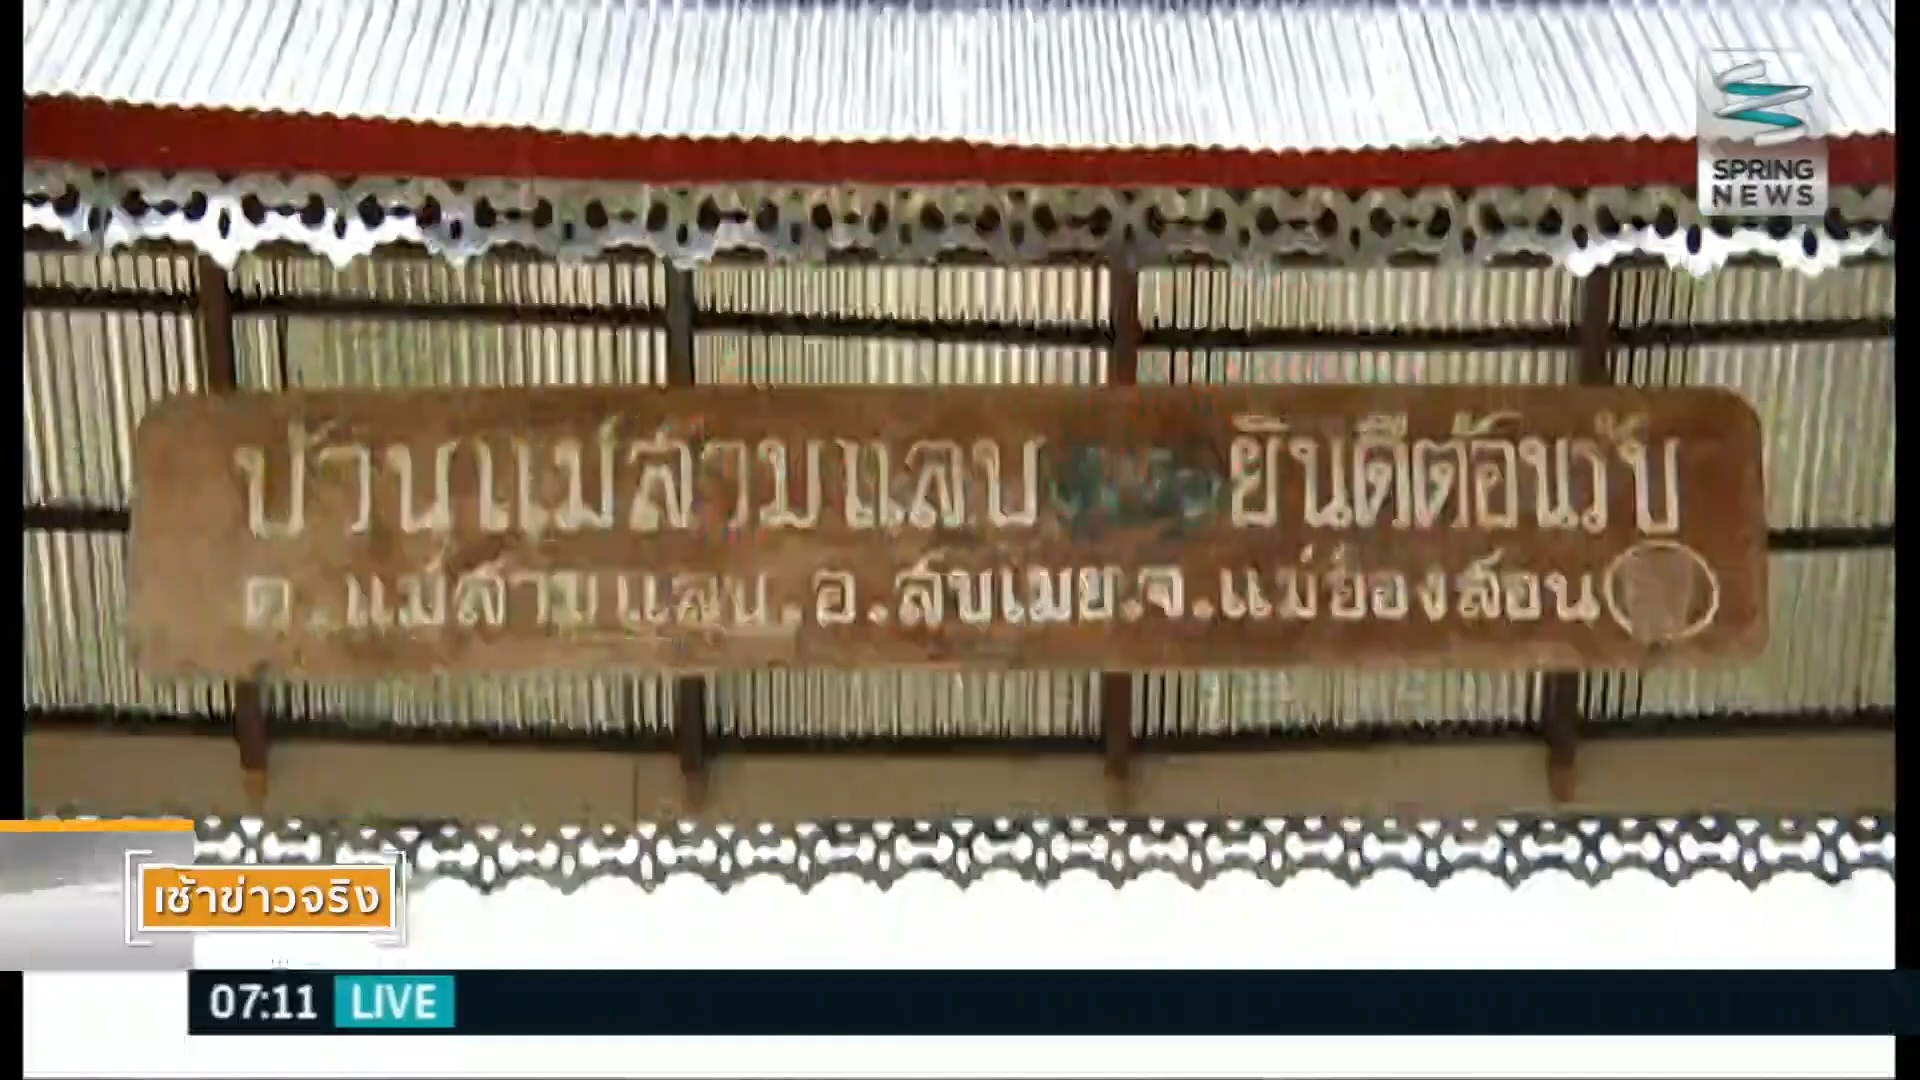 SPRING
NEWS
บ้านแม่สามแลบ ยินดีต้อนรับ
ต.แม่สามแลบ.อ.สบเมย.จ.แม่ฮ่องสอน
เช้าข่าวจริง
07:11 LIVE